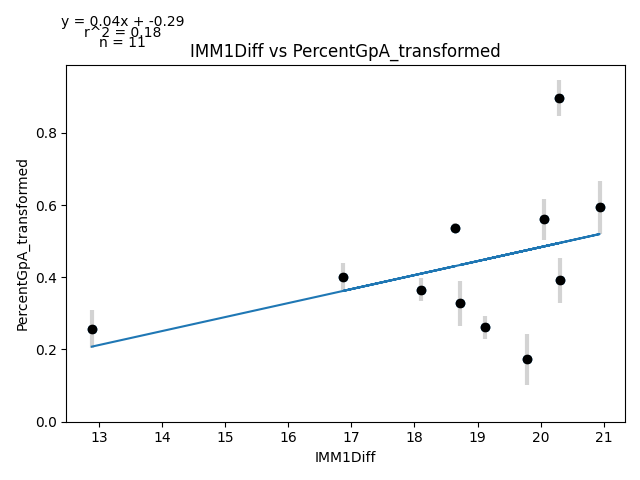 y = 0.04x + -0.29
r^2 = 0.18
n = 11
IMM1Diff vs PercentGpA_transformed
PercentGpA_transformed
0.8
0.6
0.4
0.2
0.0
13 14 15 16 17 18 19 20 21
IMM1Diff